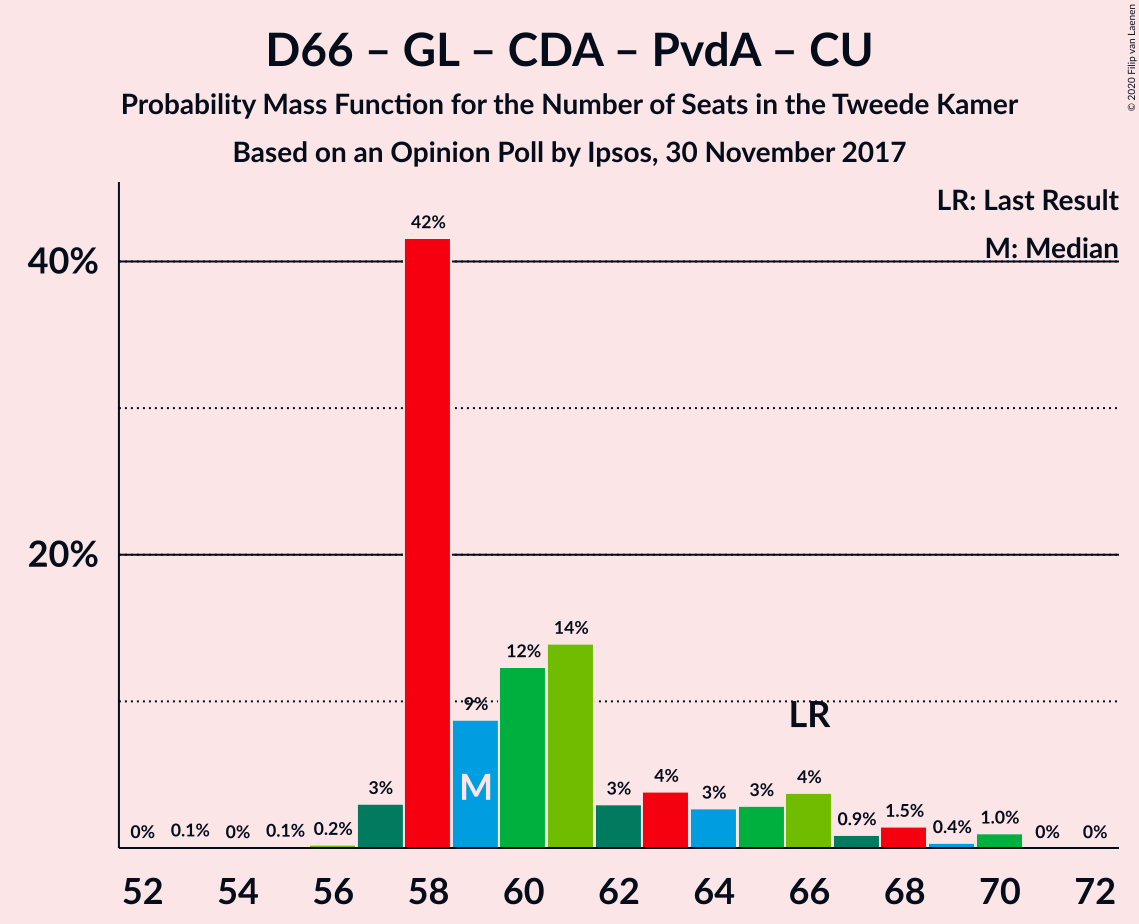 D66 – GL – CDA – PvdA – CU
Probability Mass Function for the Number of Seats in the Tweede Kamer
Based on an Opinion Poll by Ipsos, 30 November 2017
© 2020 Filip van Laenen
LR: Last Result
M: Median
40%
20%
0%
0.1%
0%
0.1%
0.2%
3%
42%
9%
12%
14%
3%
4%
3%
3%
4%
0.9%
1.5%
0.4%
1.0%
0%
0%
M
LR
52 54 56 58 60 62 64 66 68 70 72